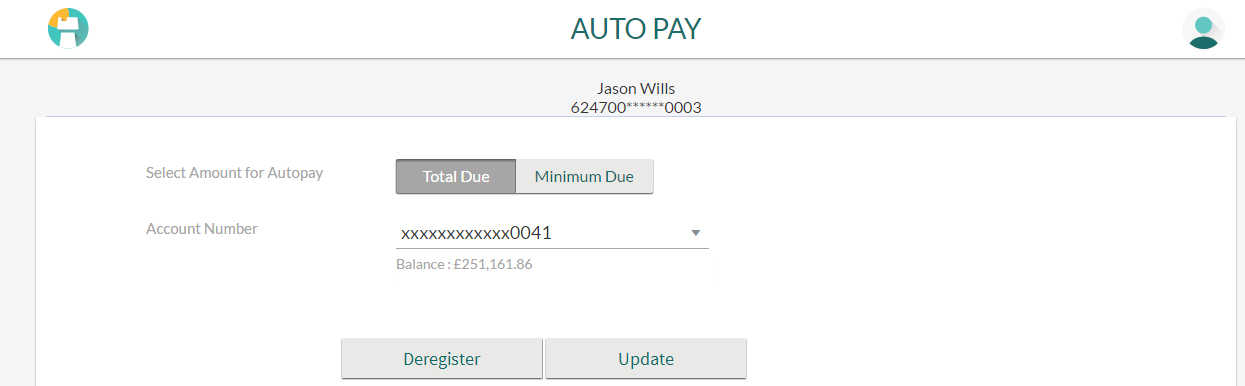 AUTO PAY
Jason Wills
624700******0003
Select Amount for Autopay
Total Due
Minimum Due
Account Number
xxxxxxxxxxxx0041
Balance : £251,161.86
Deregister
Update